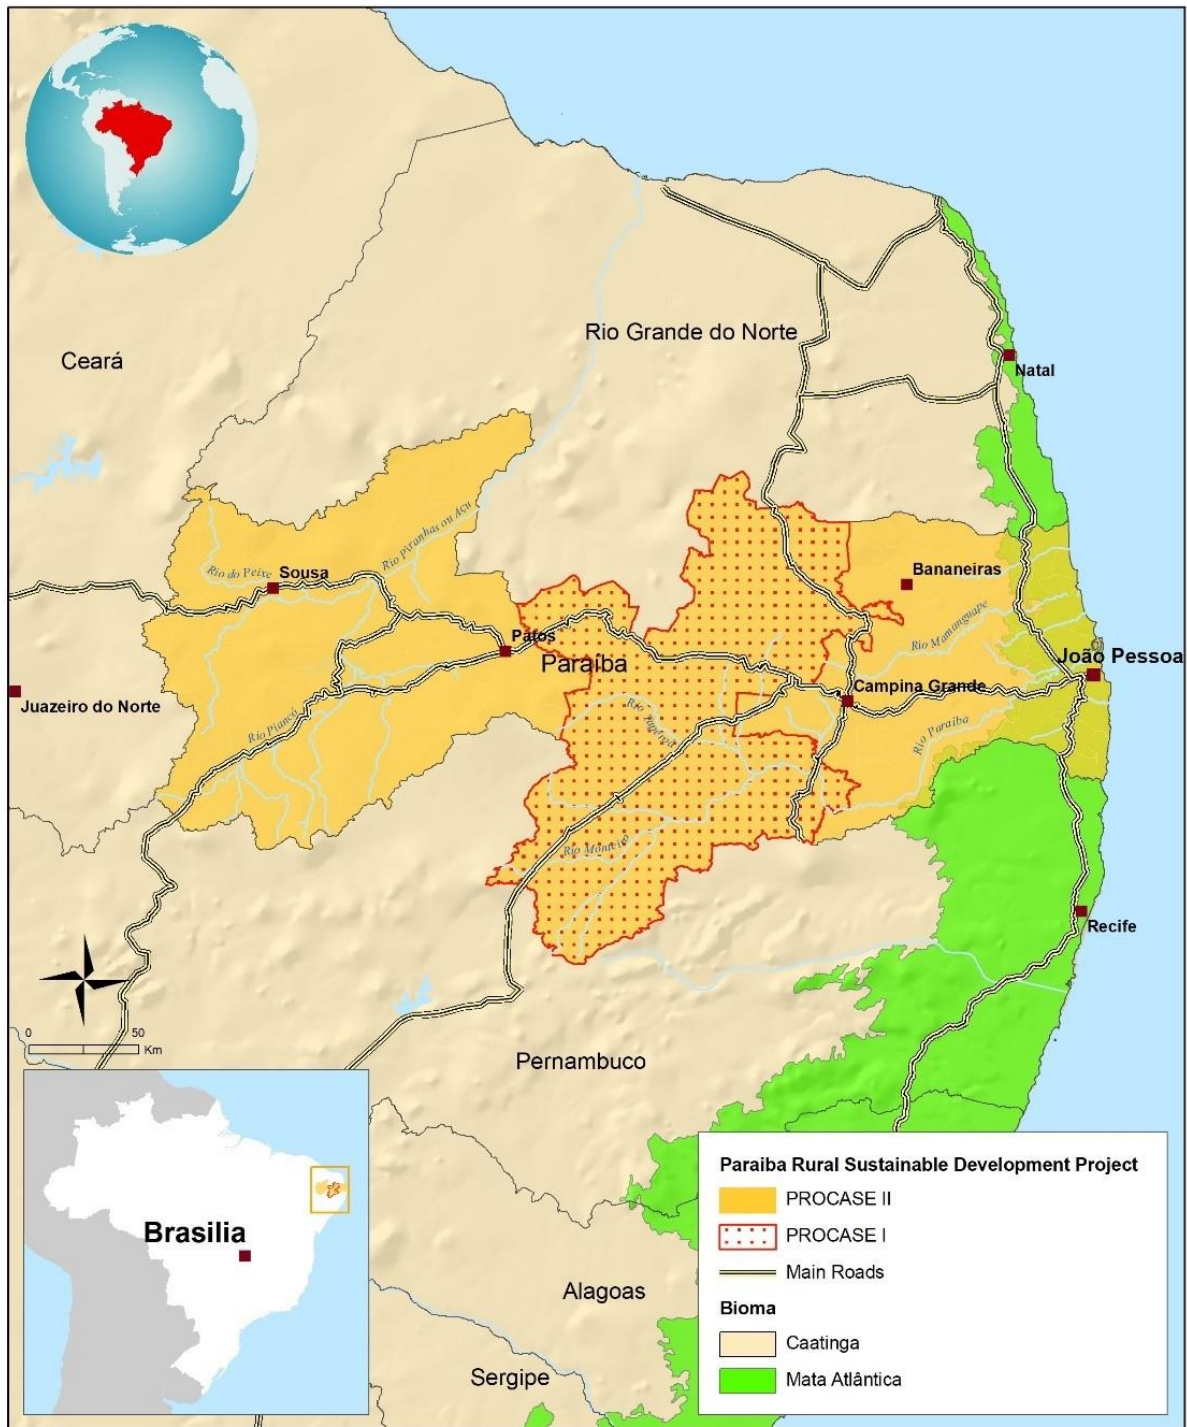 Rio Grande do Norte
Ceará
Natal
Rio Piranhas ou Açu
Rio do Peixe
Sousa
Bananeiras
Rio Mamanguape
Patos
Paraíba
João Pessoa
Campina Grande
Juazeiro do Norte
Rio Piancó
Rio Taperoá
Rio Paraíba
Rio Monteiro
Recife
0 50
Km
Pernambuco
Brasilia
Alagoas
Sergipe
Paraiba Rural Sustainable Development Project
PROCASE II
PROCASE I
Main Roads
Bioma
Caatinga
Mata Atlântica